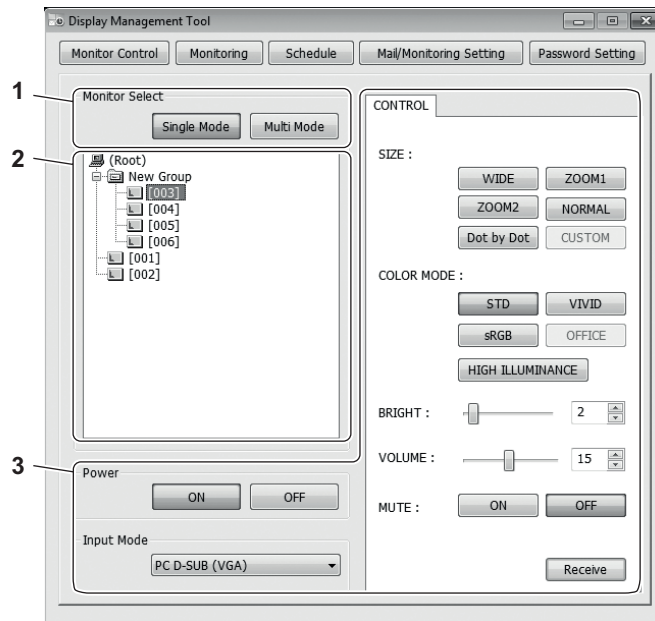 Display Management Tool
Monitor Control Monitoring Schedule Mail/Monitoring Setting Password Setting
1
Monitor Select
Single Mode Multi Mode
2
(Root)
New Group
[003]
[004]
[005]
[006]
[001]
[002]
3
Power
ON OFF
Input Mode
PC D-SUB (VGA)
CONTROL
SIZE :
WIDE ZOOM1
ZOOM2 NORMAL
Dot by Dot CUSTOM
COLOR MODE :
STD VIVID
sRGB OFFICE
HIGH ILLUMINANCE
BRIGHT : 2
VOLUME : 15
MUTE : ON OFF
Receive